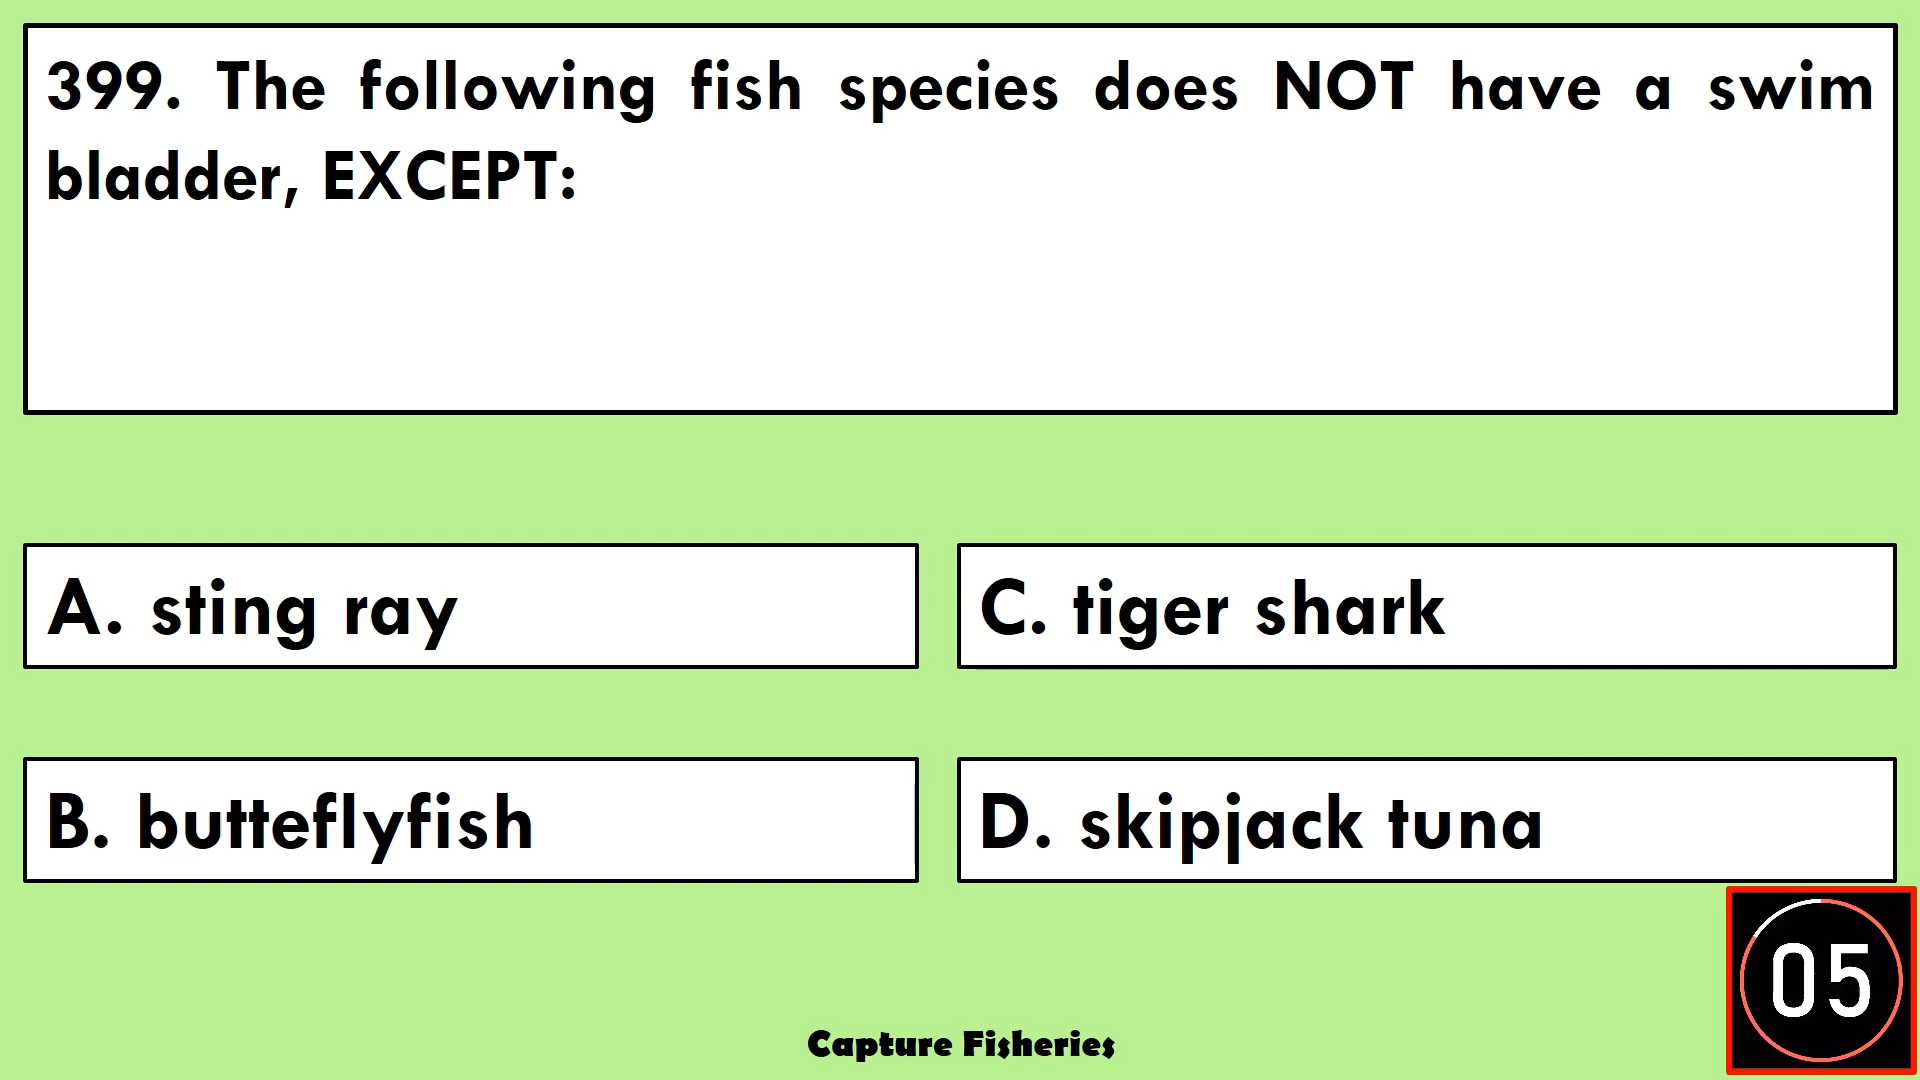 399. The following fish species does NOT have a swim
bladder, EXCEPT:
A. sting ray
C. tiger shark
B. butteflyfish
D. skipjack tuna
05
Capture Fisheries